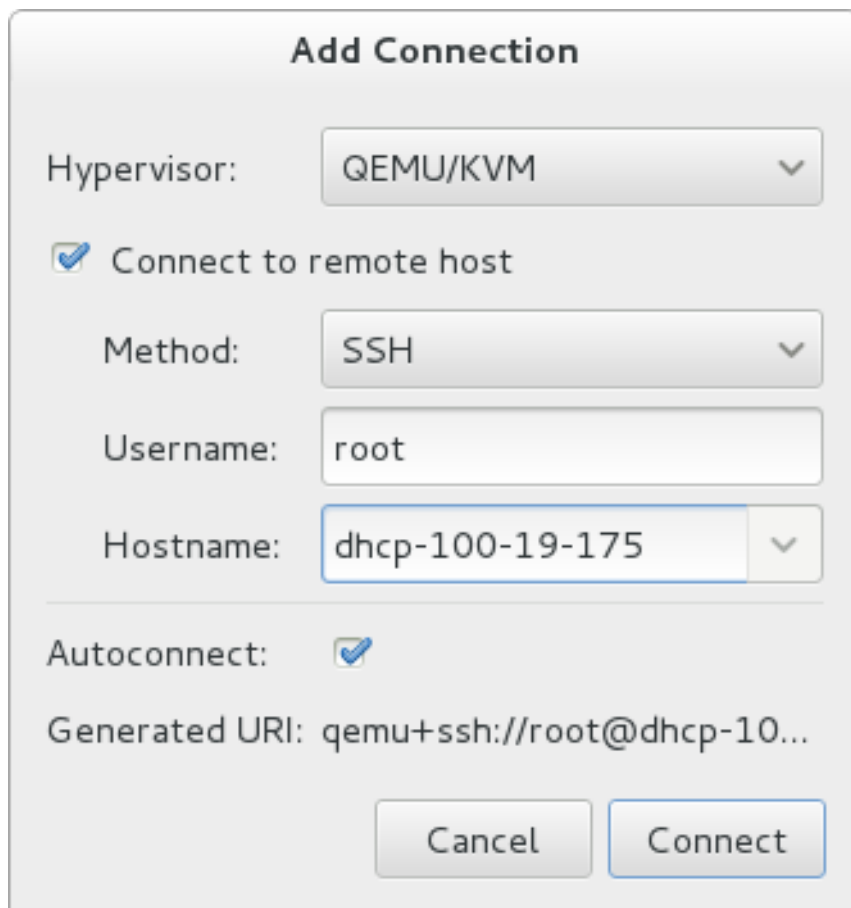 Add Connection
Hypervisor: QEMU/KVM
Connect to remote host
Method: SSH
Username: root
Hostname: dhcp-100-19-175
Autoconnect:
Generated URI: qemu+ssh://root@dhcp-10...
Cancel Connect